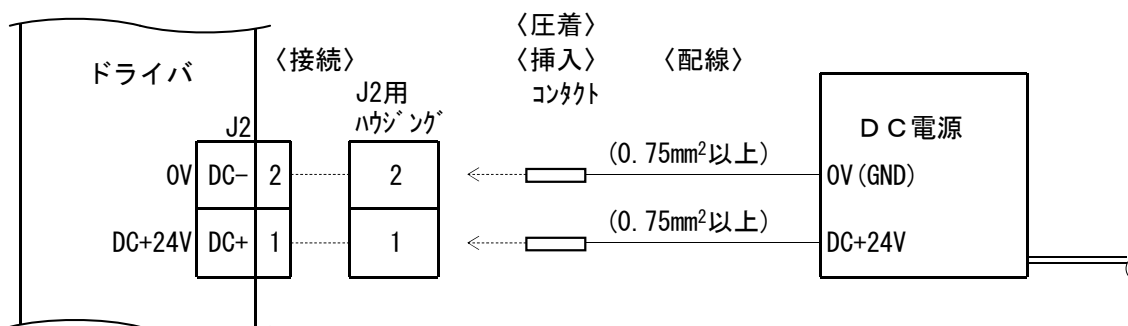 〈圧着〉
〈接続〉 〈挿入〉 〈配線〉
ドライバ コンタクト
J2用
ハウジング DC電源
J2
(0.75mm²以上)
0V DC- 2 2 0V(GND)
(0.75mm²以上)
DC+24V DC+ 1 1 DC+24V